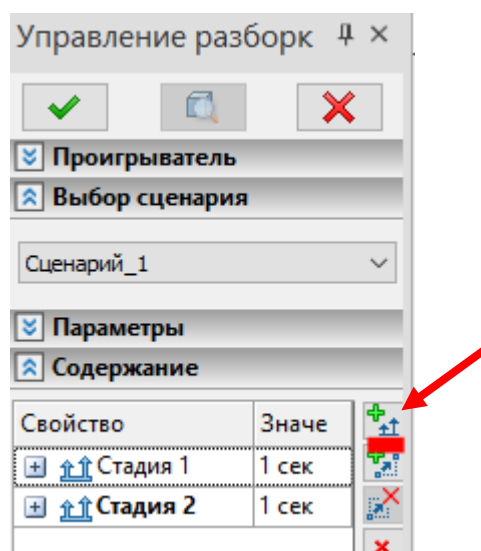 Управление разборк
Проигрыватель
Выбор сценария
Сценарий_1
Параметры
Содержание
Свойство Значе
Стадия 1 1 сек
Стадия 2 1 сек